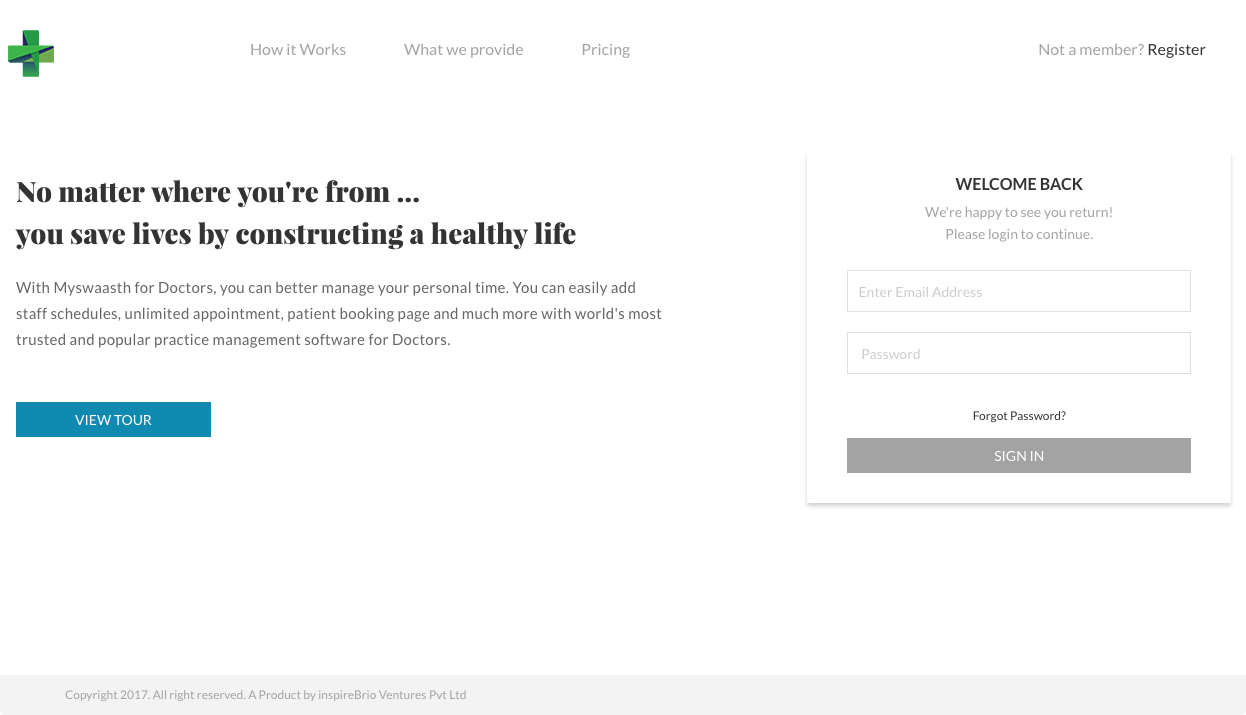 How it Works
What we provide
Pricing
Not a member? Register
No matter where you're from ...
you save lives by constructing a healthy life
With Myswaasth for Doctors, you can better manage your personal time. You can easily add
staff schedules, unlimited appointment, patient booking page and much more with world's most
trusted and popular practice management software for Doctors.
VIEW TOUR
WELCOME BACK
We're happy to see you return!
Please login to continue.
Enter Email Address
Password
Forgot Password?
SIGN IN
Copyright 2017. All right reserved. A Product by inspireBrio Ventures Pvt Ltd